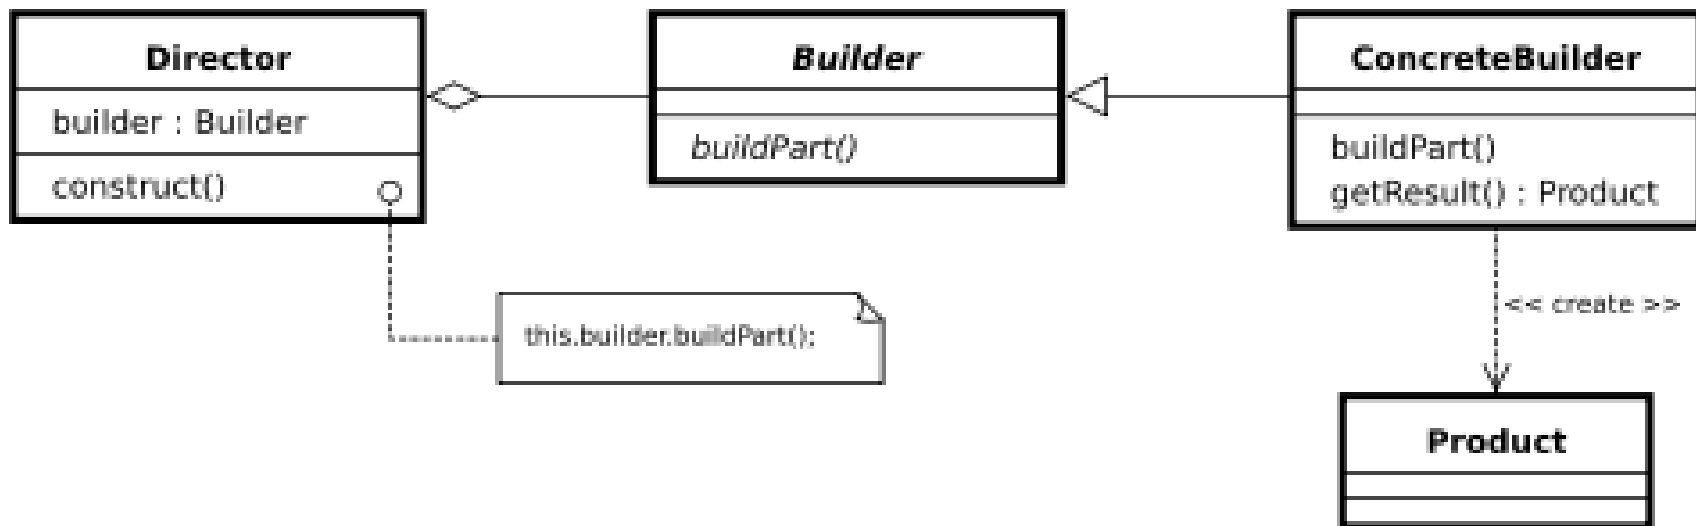 Director
builder : Builder
construct()
Builder
buildPart()
ConcreteBuilder
buildPart()
getResult() : Product
this.builder.buildPart();
<< create >>
Product